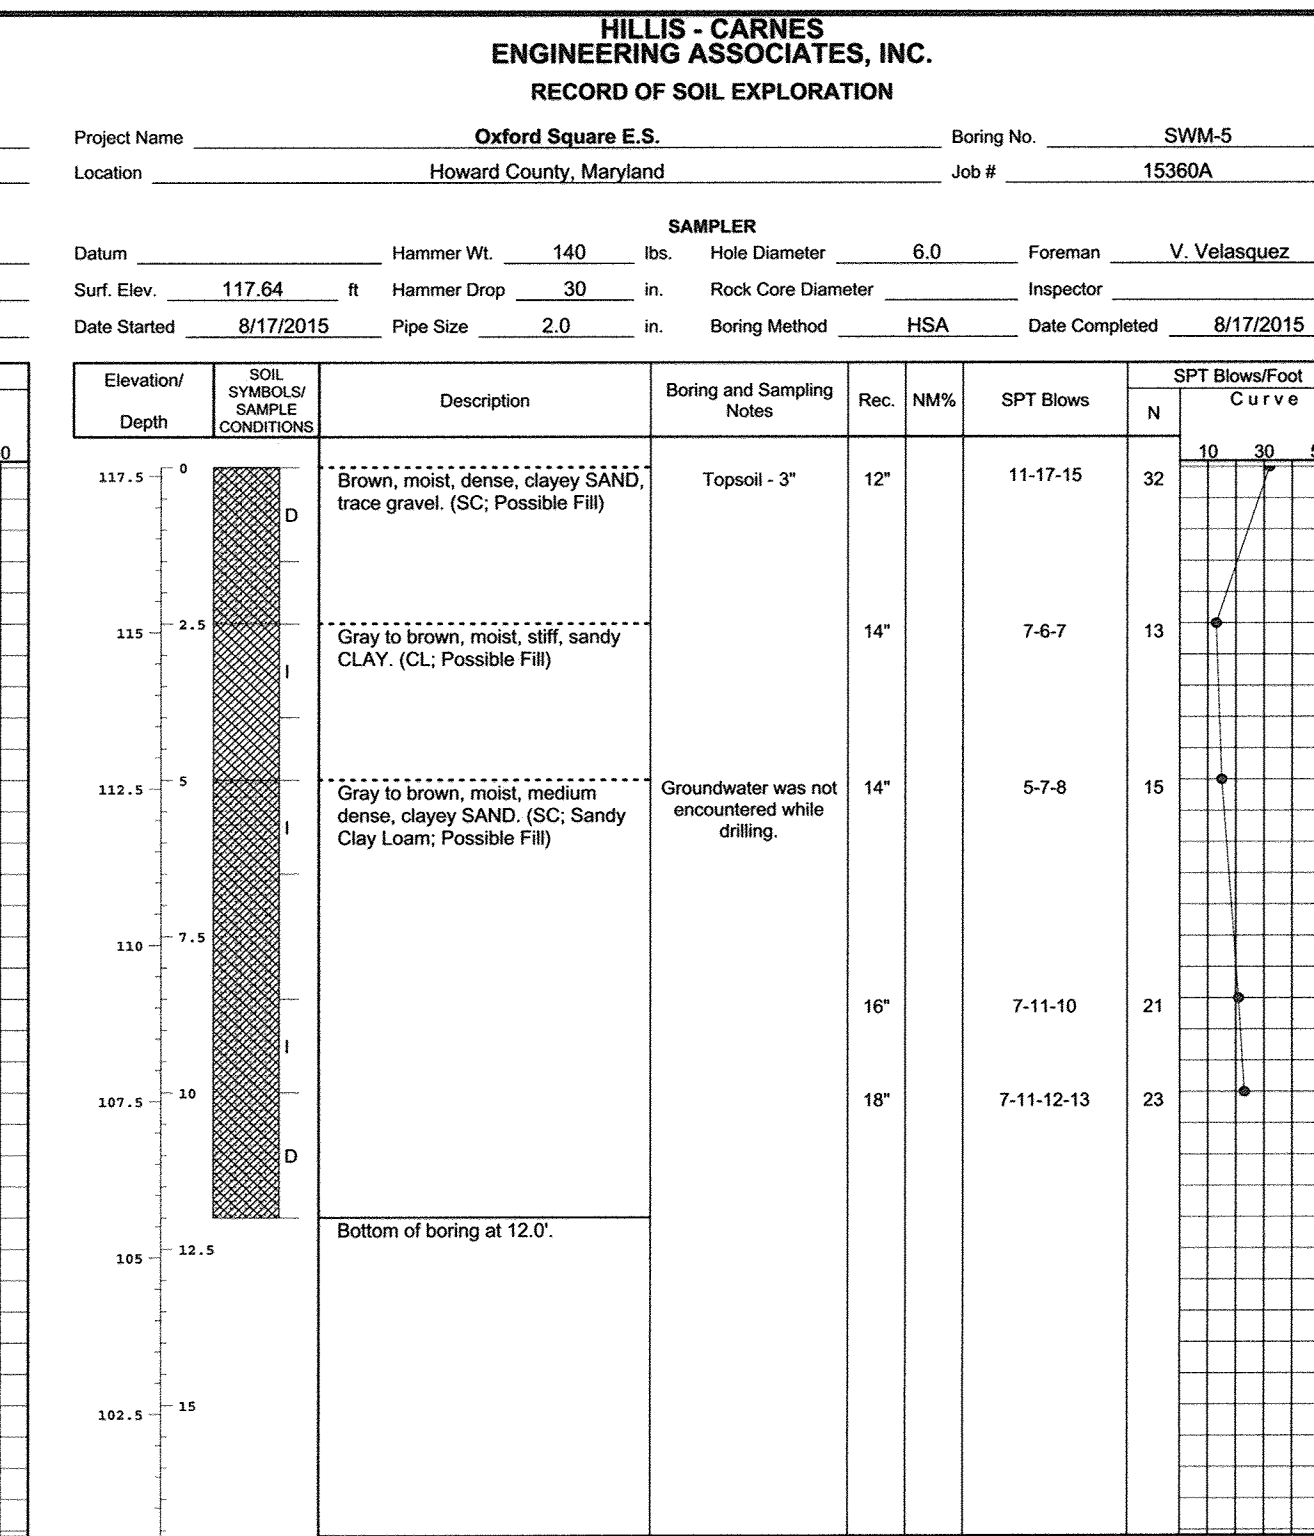 HILLIS - CARNES
ENGINEERING ASSOCIATES, INC.
RECORD OF SOIL EXPLORATION
Project Name Oxford Square E.S. Boring No. SWM-5
Location Howard County, Maryland Job # 15360A
SAMPLER
Datum Hammer Wt. 140 lbs. Hole Diameter 6.0 Foreman V. Velasquez
Surf. Elev. 117.64 ft Hammer Drop 30 in. Rock Core Diameter Inspector
Date Started 8/17/2015 Pipe Size 2.0 in. Boring Method HSA Date Completed 8/17/2015
Elevation/
Depth
SOIL
SYMBOLS/
SAMPLE
CONDITIONS
Description
Boring and Sampling
Notes
Rec.
NM%
SPT Blows
SPT Blows/Foot
N
Curve
0
10 30
117.5 0
D
Brown, moist, dense, clayey SAND,
trace gravel. (SC; Possible Fill)
Topsoil - 3"
12"
11-17-15
32
115 2.5
I
Gray to brown, moist, stiff, sandy
CLAY. (CL; Possible Fill)
14"
7-6-7
13
112.5 5
I
Gray to brown, moist, medium
dense, clayey SAND. (SC; Sandy
Clay Loam; Possible Fill)
Groundwater was not
encountered while
drilling.
14"
5-7-8
15
110 7.5
I
16"
7-11-10
21
107.5 10
D
18"
7-11-12-13
23
Bottom of boring at 12.0'.
105 12.5
102.5 15